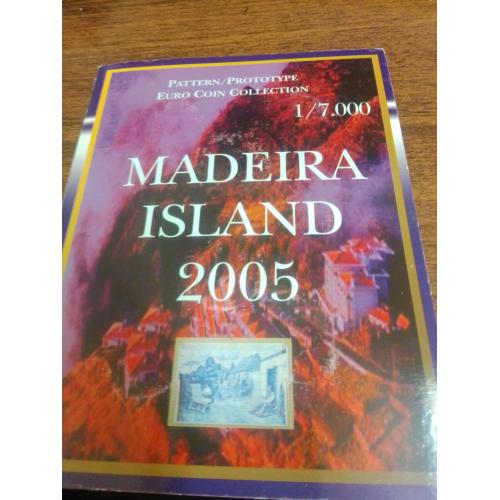 PATTERN/PROTOTYPE
EURO COIN COLLECTION
1/7.000
MADEIRA
ISLAND
2005